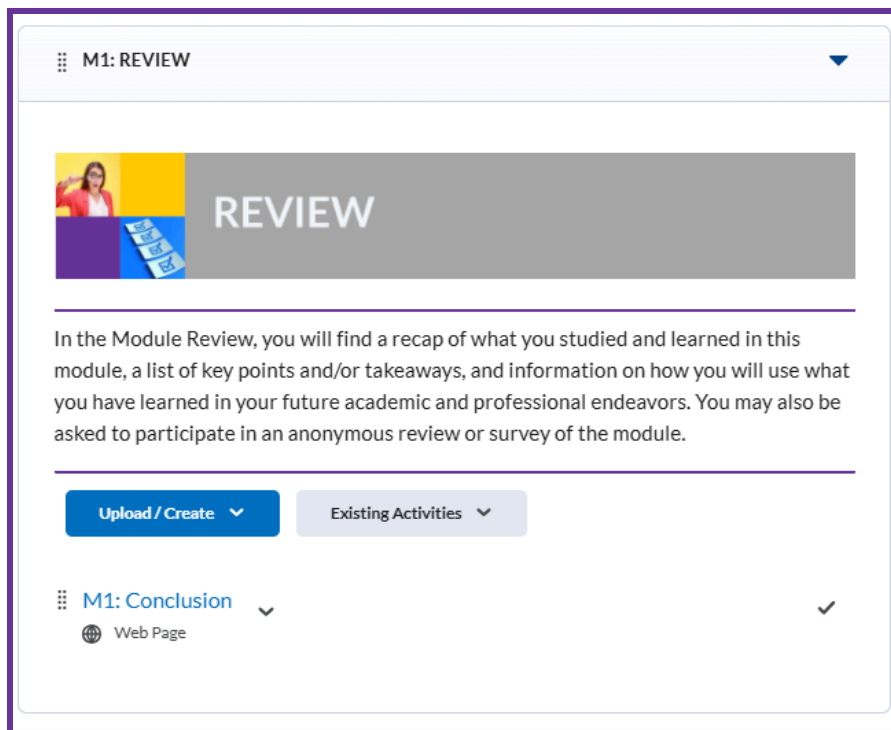 M1: REVIEW
REVIEW
In the Module Review, you will find a recap of what you studied and learned in this
module, a list of key points and/or takeaways, and information on how you will use what
you have learned in your future academic and professional endeavors. You may also be
asked to participate in an anonymous review or survey of the module.
Upload / Create Existing Activities
M1: Conclusion
Web Page